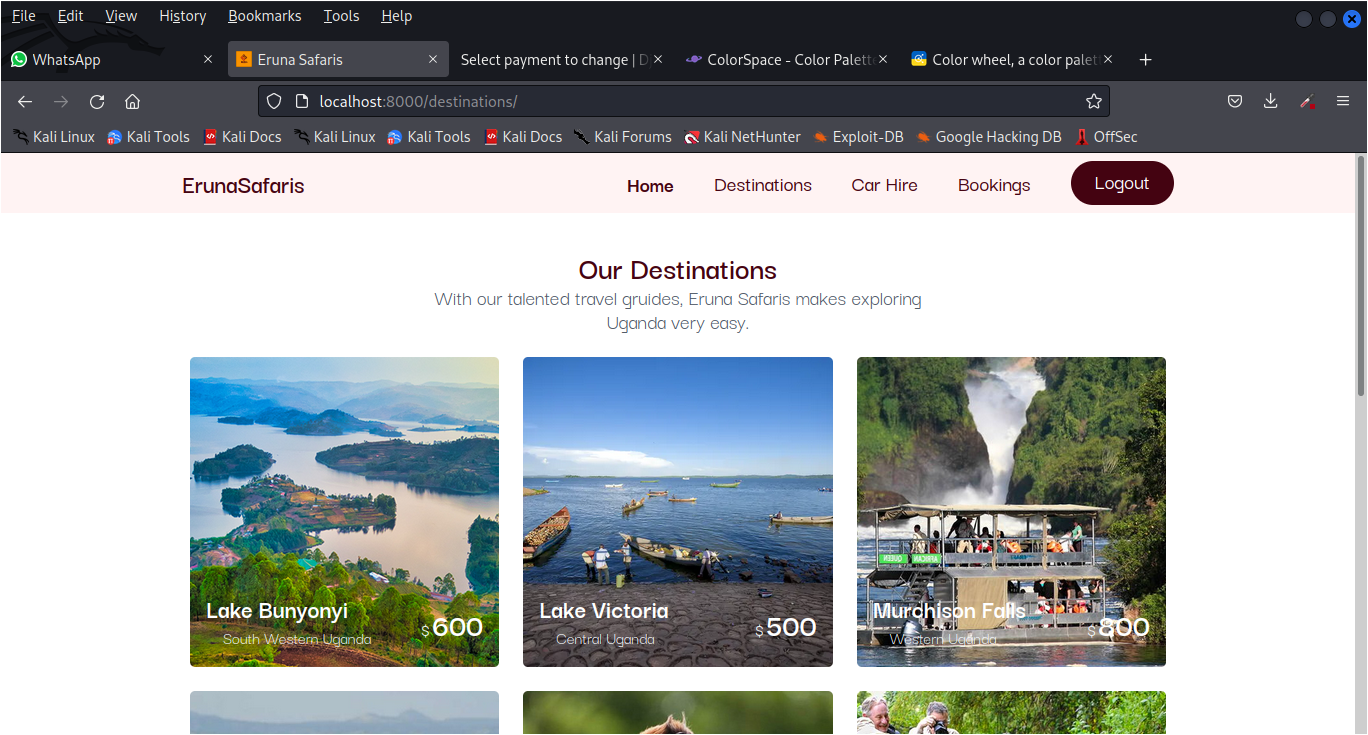 File Edit View History Bookmarks Tools Help
WhatsApp Eruna Safaris Select payment to change | D ColorSpace - Color Palett Color wheel, a color palet
localhost:8000/destinations/
Kali Linux Kali Tools Kali Docs Kali Linux Kali Tools Kali Docs Kali Forums Kali NetHunter Exploit-DB Google Hacking DB OffSec
ErunaSafaris Home Destinations Car Hire Bookings Logout
Our Destinations
With our talented travel gruides, Eruna Safaris makes exploring
Uganda very easy.
Lake Bunyonyi
South Western Uganda
$600
Lake Victoria
Central Uganda
$500
Murchison Falls
Western Uganda
$800